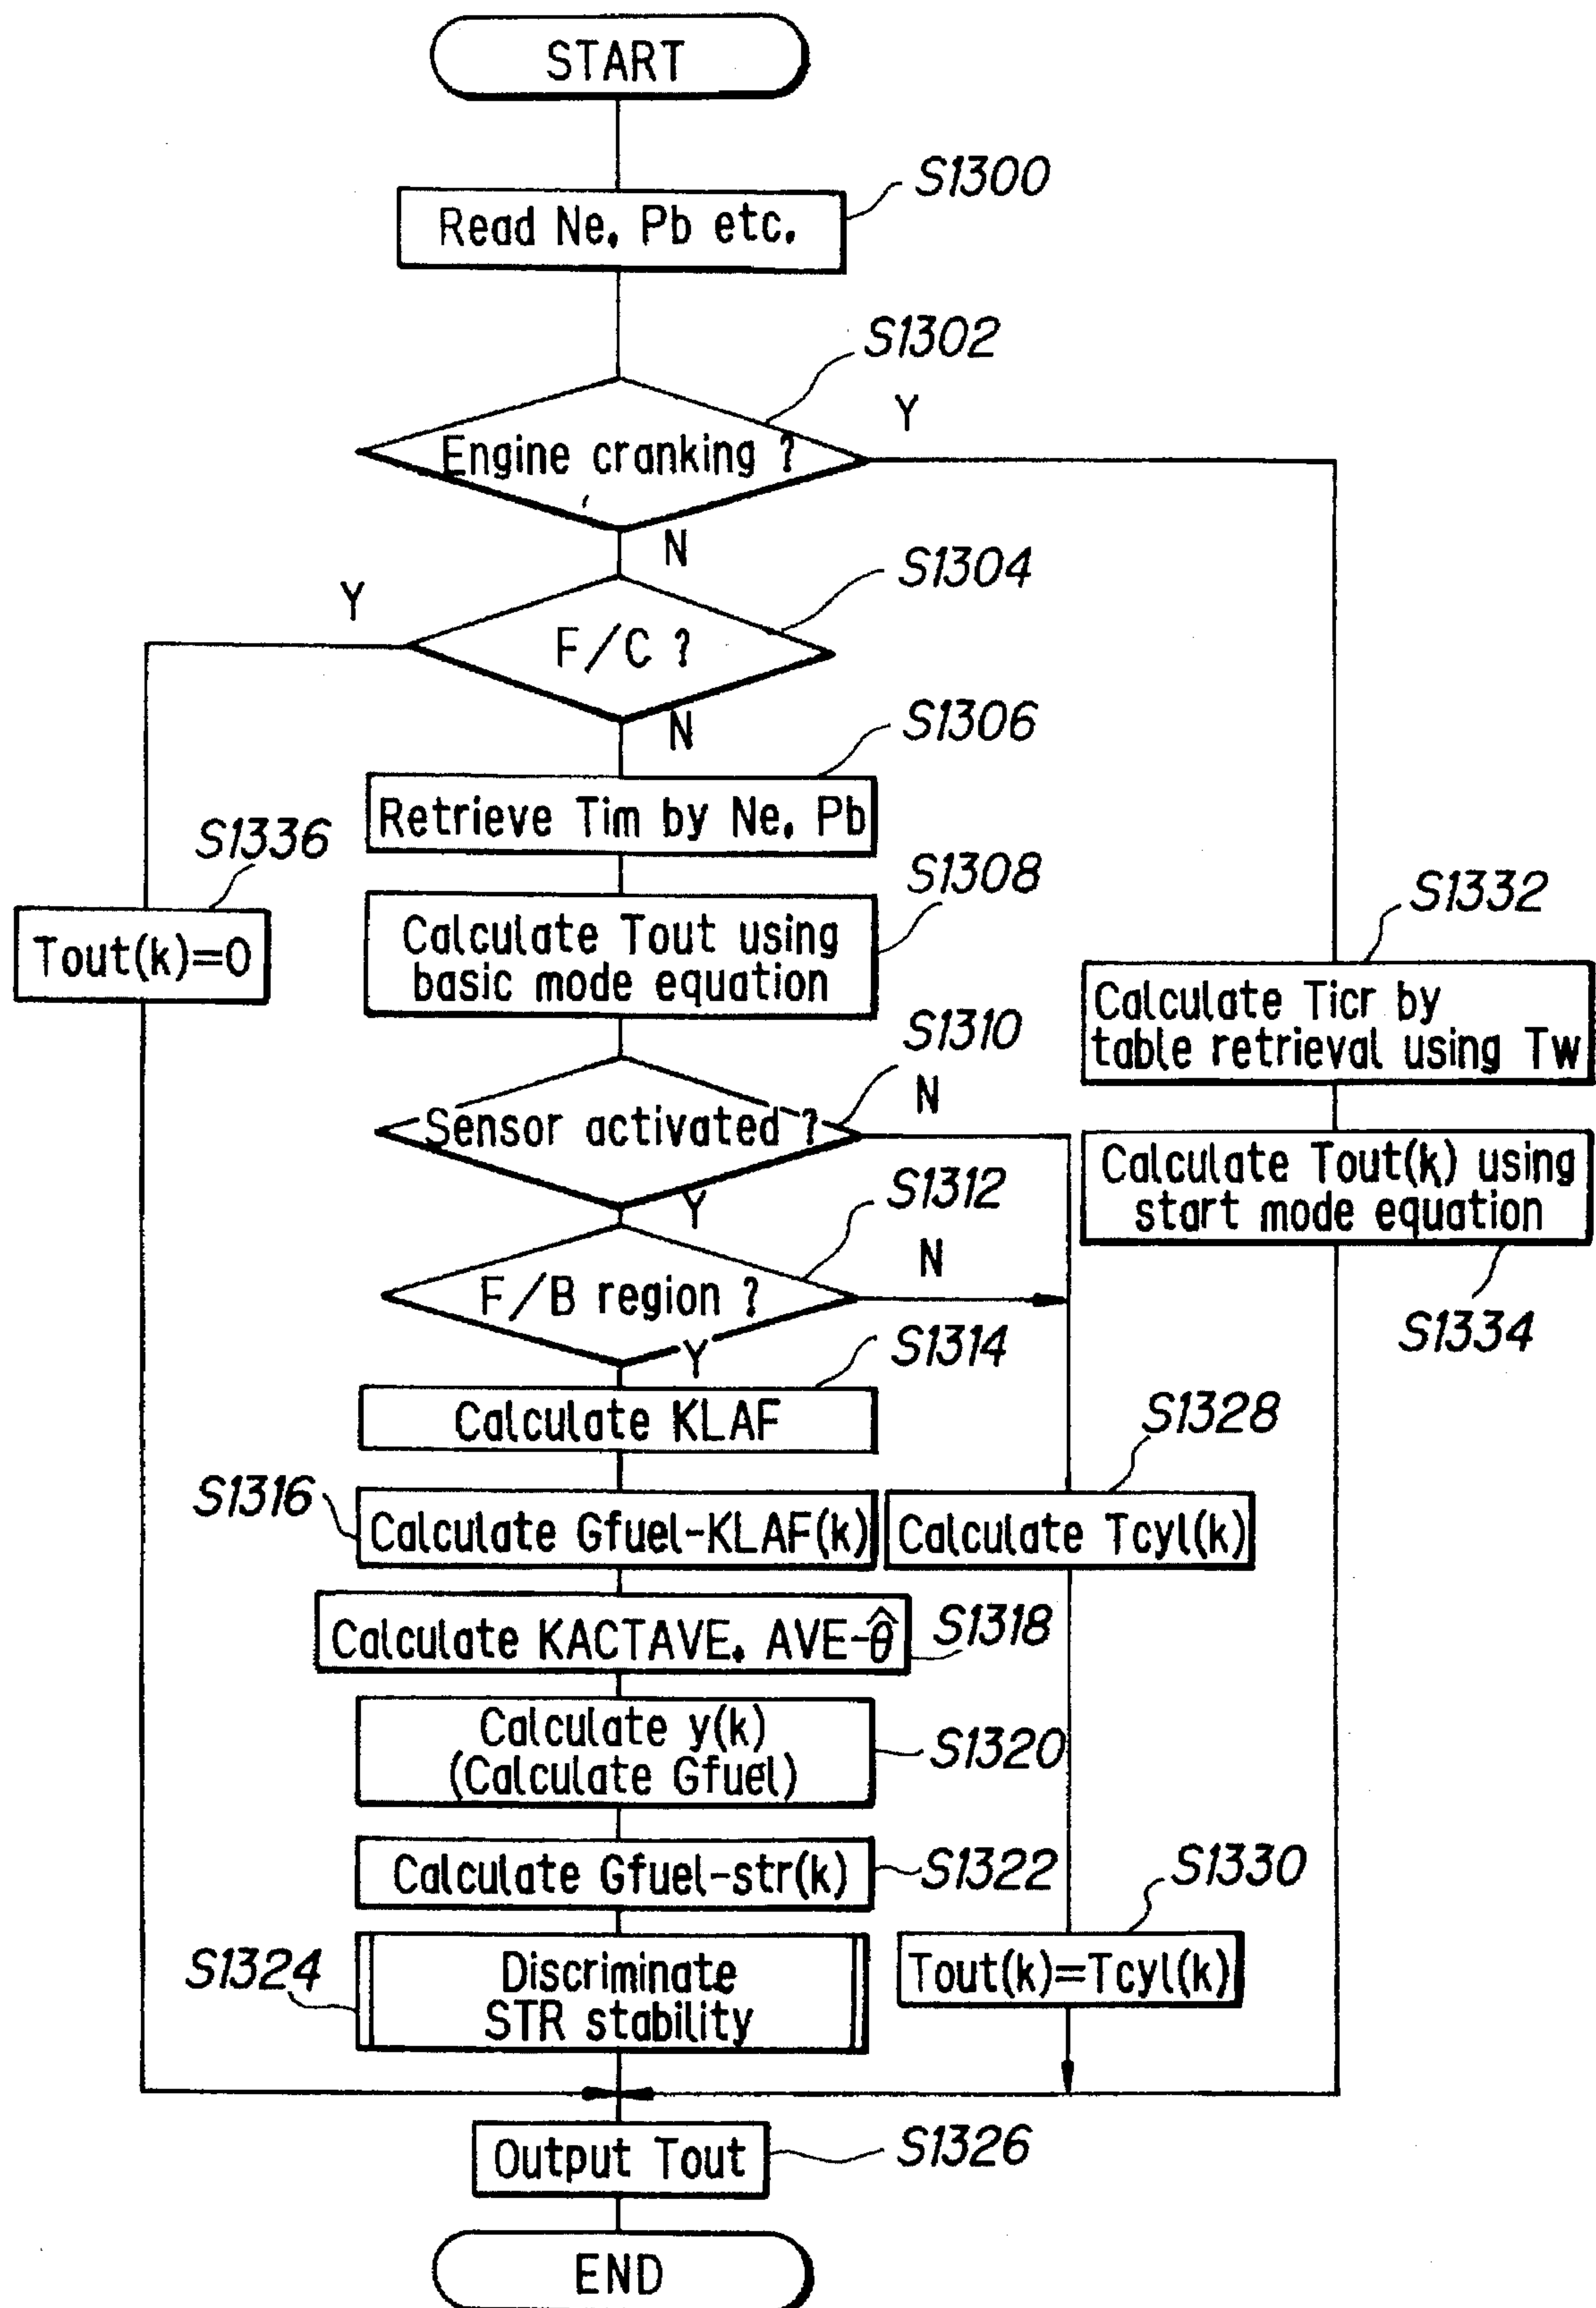 START
S1300
Read Ne. Pb etc.
S1302
Engine cranking ?
Y
N
S1304
Y
F/C ?
N
S1306
Retrieve Tim by Ne. Pb
S1336
Tout(k)=0
S1308
Calculate Tout using
basic mode equation
S1332
Calculate Ticr by
table retrieval using Tw
S1310
Sensor activated ?
N
Y
Calculate Tout(k) using
start mode equation
S1334
S1312
F/B region ?
N
Y
S1314
Calculate KLAF
S1328
S1316
Calculate Gfuel-KLAF(k)
Calculate Tcyl(k)
Calculate KACTAVE. AVE-θ̂
S1318
Calculate y(k)
(Calculate Gfuel)
S1320
Calculate Gfuel-str(k)
S1322
S1330
S1324
Discriminate
STR stability
Tout(k)=Tcyl(k)
Output Tout
S1326
END